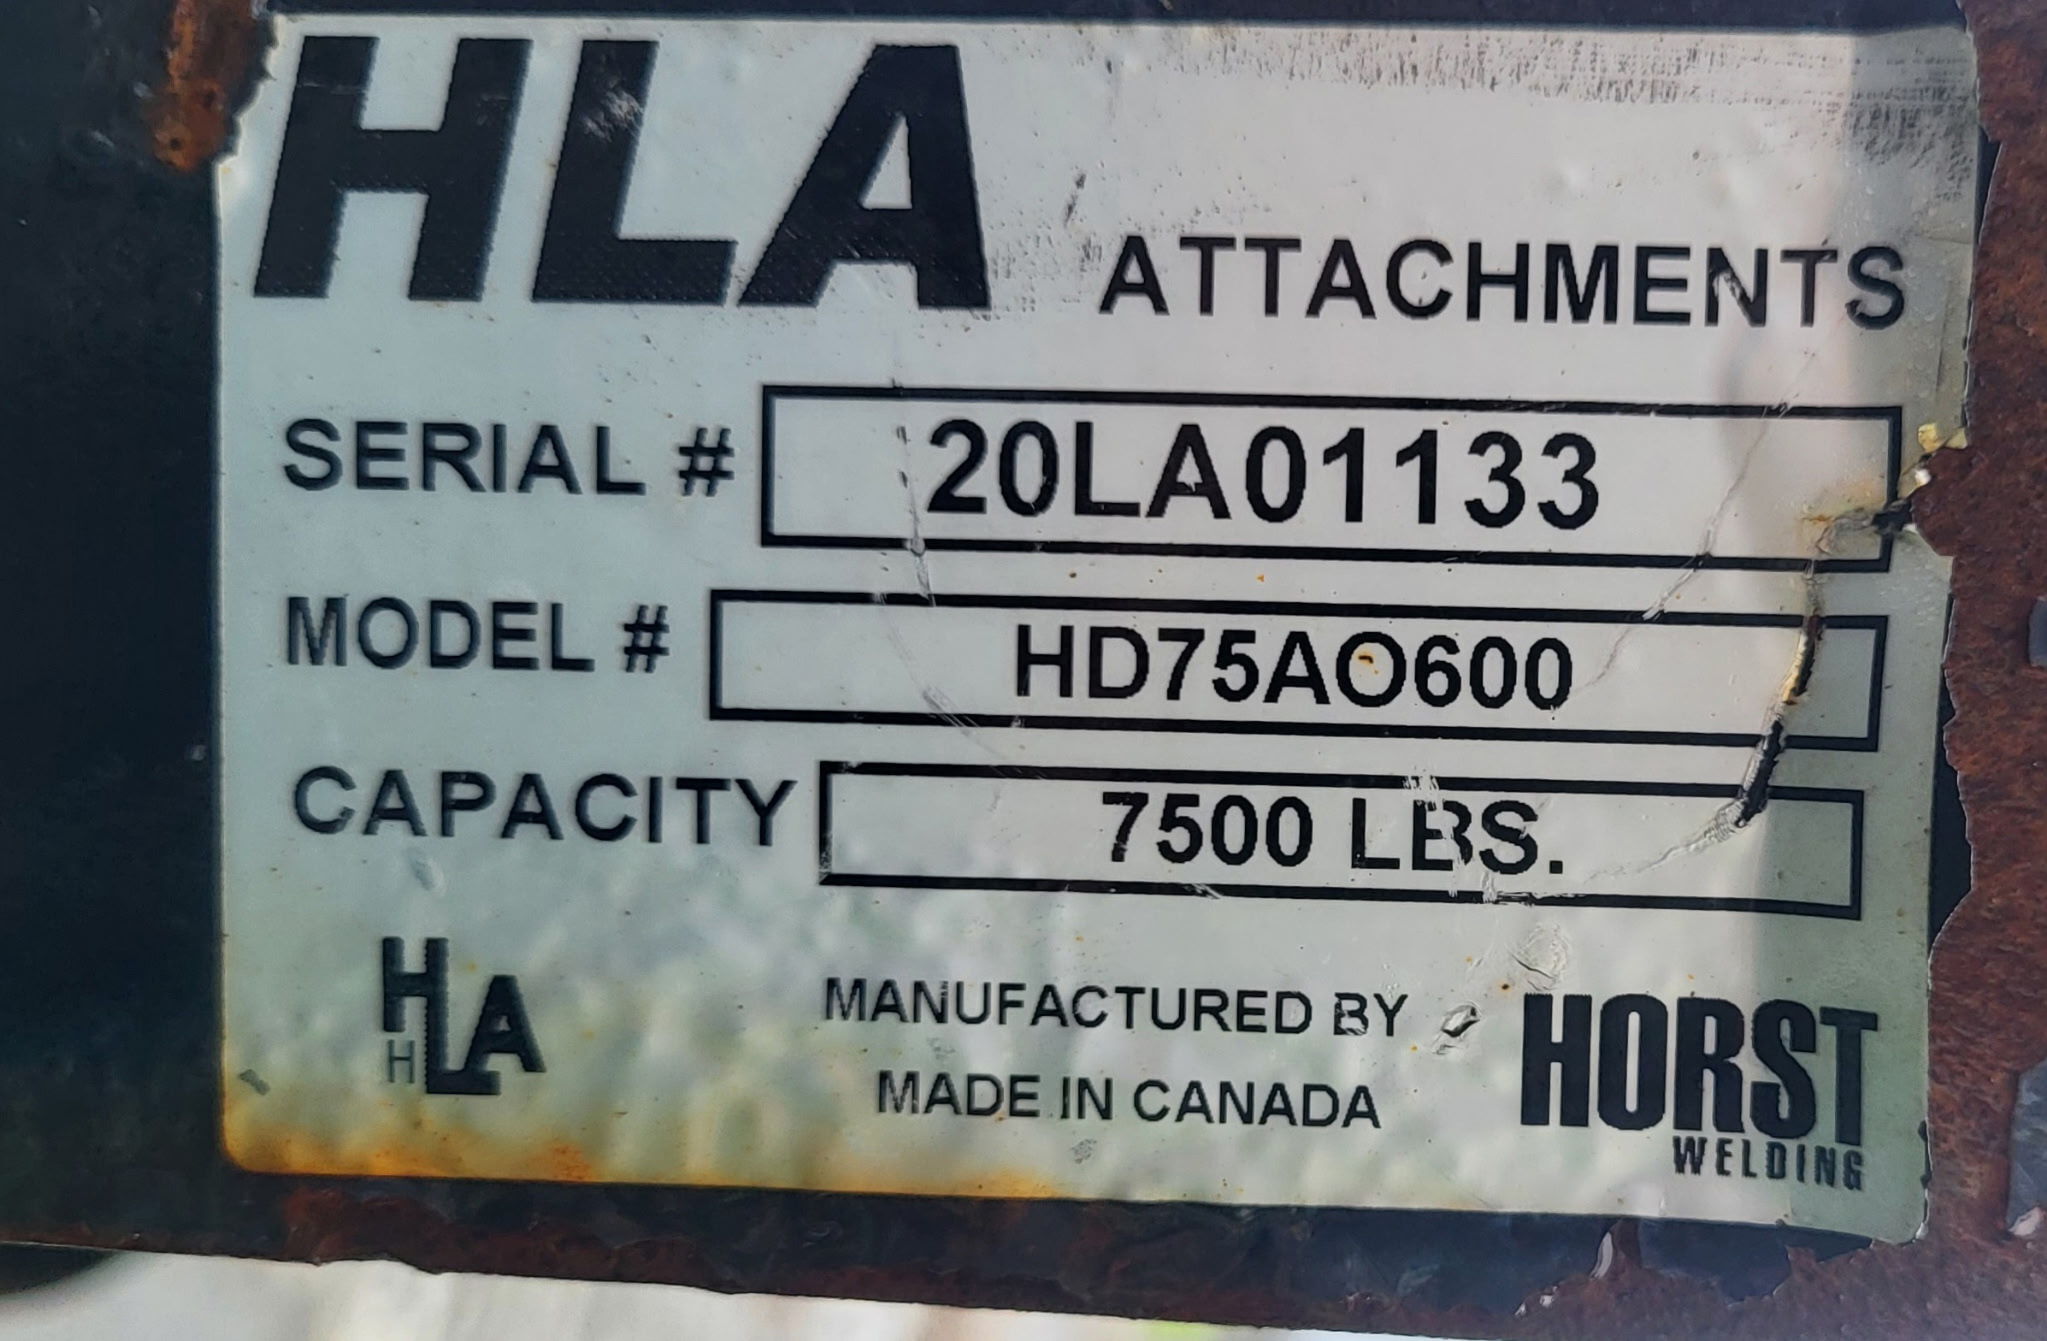 HLA ATTACHMENTS
SERIAL # 20LA01133
MODEL # HD75AO600
CAPACITY 7500 LBS.
HLA
H
MANUFACTURED BY
MADE IN CANADA
HORST
WELDING